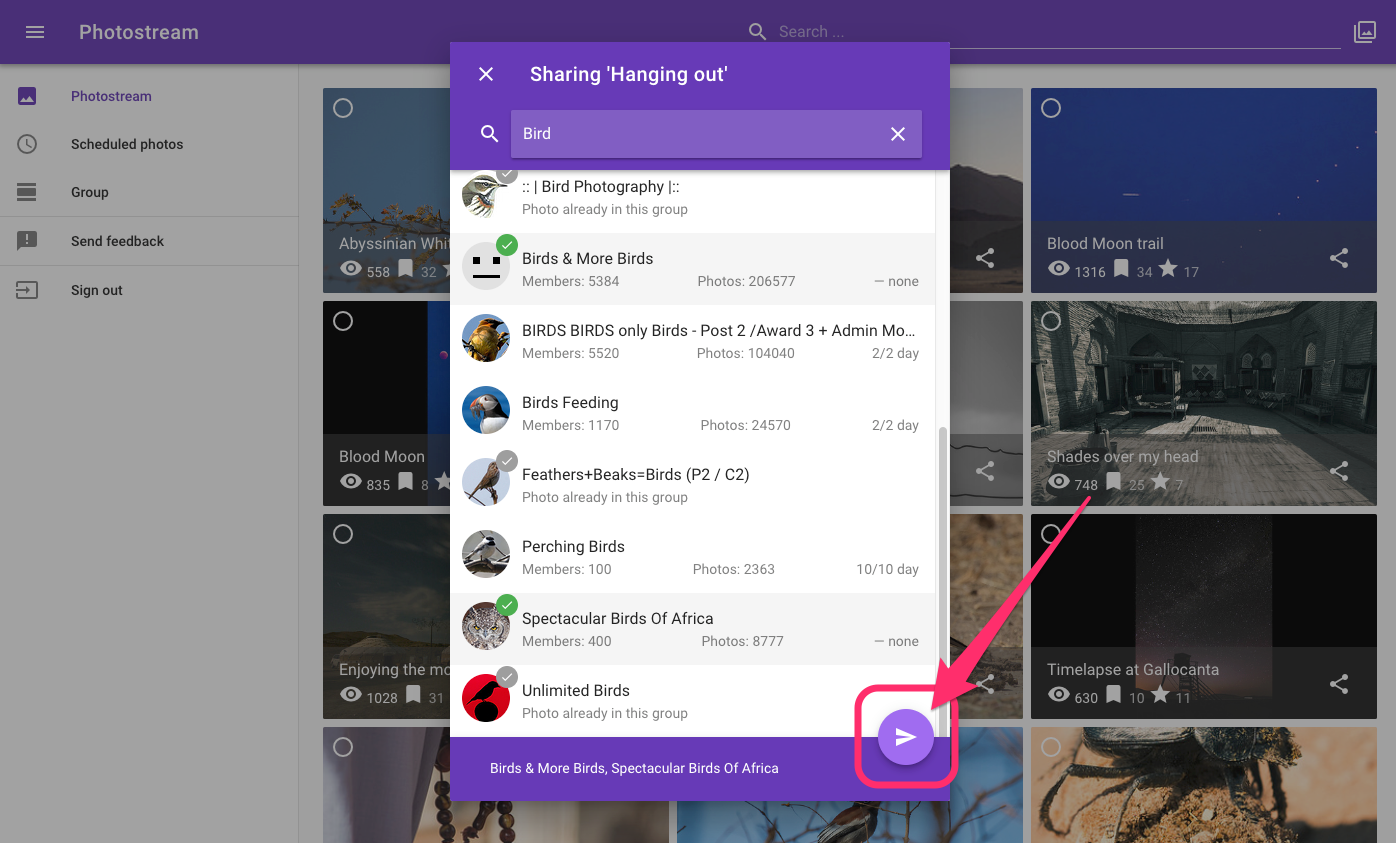 Photostream
Search ...
Photostream
Scheduled photos
Group
Send feedback
Sign out
Sharing 'Hanging out'
Bird
:: | Bird Photography |::
Photo already in this group
Birds & More Birds
Members: 5384 Photos: 206577 — none
BIRDS BIRDS only Birds - Post 2 /Award 3 + Admin Mo...
Members: 5520 Photos: 104040 2/2 day
Birds Feeding
Members: 1170 Photos: 24570 2/2 day
Feathers+Beaks=Birds (P2 / C2)
Photo already in this group
Perching Birds
Members: 100 Photos: 2363 10/10 day
Spectacular Birds Of Africa
Members: 400 Photos: 8777 — none
Unlimited Birds
Photo already in this group
Birds & More Birds, Spectacular Birds Of Africa
Abyssinian Whit
558 32
Blood Moon trail
1316 34 17
Blood Moon
835 8
Shades over my head
748 25 7
Enjoying the mo
1028 31
Timelapse at Gallocanta
630 10 11